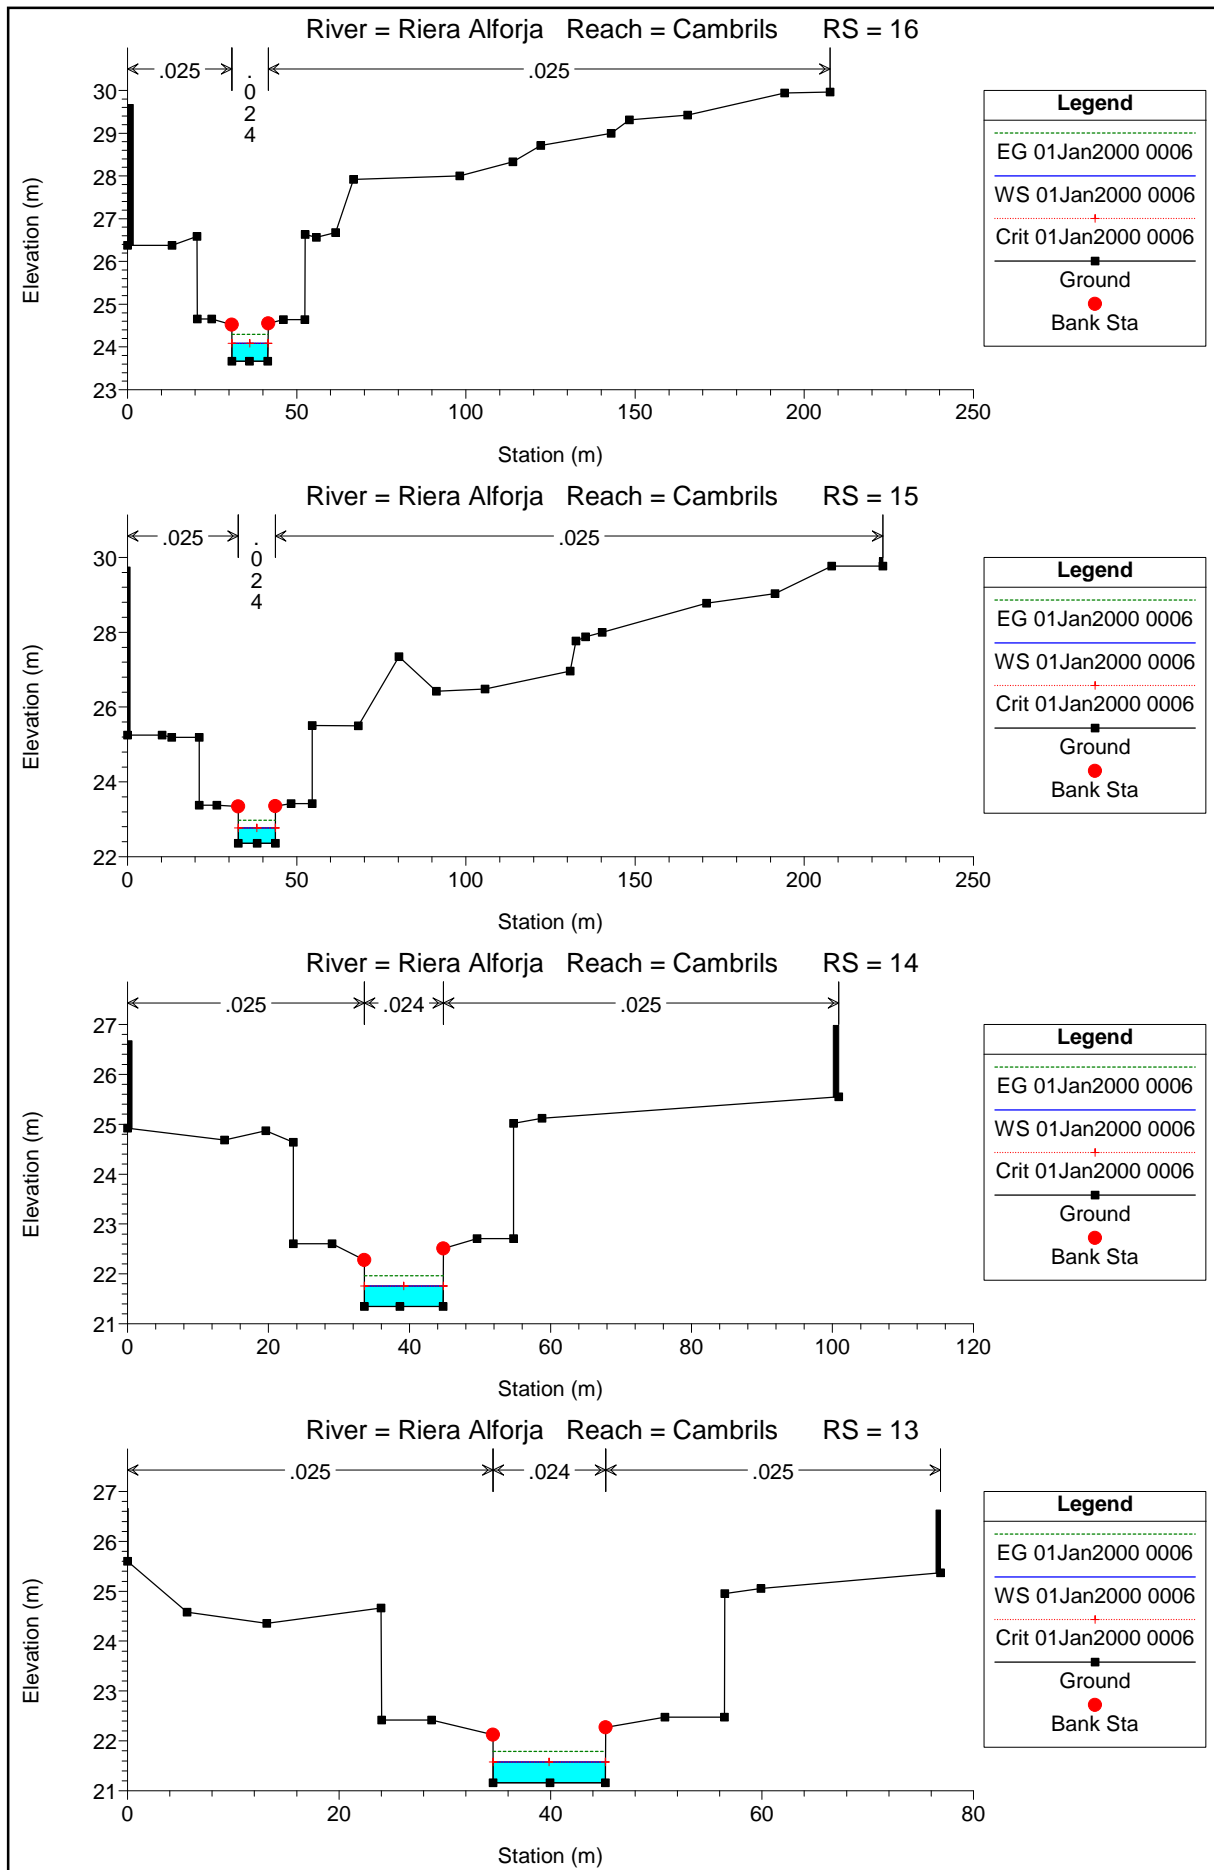 River = Riera Alforja Reach = Cambrils RS = 16
.025
.024
.025
30
29
28
27
26
25
24
23
Elevation (m)
0
50
100
150
200
250
Station (m)
Legend
EG 01Jan2000 0006
WS 01Jan2000 0006
Crit 01Jan2000 0006
Ground
Bank Sta
River = Riera Alforja Reach = Cambrils RS = 15
.025
.024
.025
30
28
26
24
22
Elevation (m)
0
50
100
150
200
250
Station (m)
Legend
EG 01Jan2000 0006
WS 01Jan2000 0006
Crit 01Jan2000 0006
Ground
Bank Sta
River = Riera Alforja Reach = Cambrils RS = 14
.025
.024
.025
27
26
25
24
23
22
21
Elevation (m)
0
20
40
60
80
100
120
Station (m)
Legend
EG 01Jan2000 0006
WS 01Jan2000 0006
Crit 01Jan2000 0006
Ground
Bank Sta
River = Riera Alforja Reach = Cambrils RS = 13
.025
.024
.025
27
26
25
24
23
22
21
Elevation (m)
0
20
40
60
80
Station (m)
Legend
EG 01Jan2000 0006
WS 01Jan2000 0006
Crit 01Jan2000 0006
Ground
Bank Sta